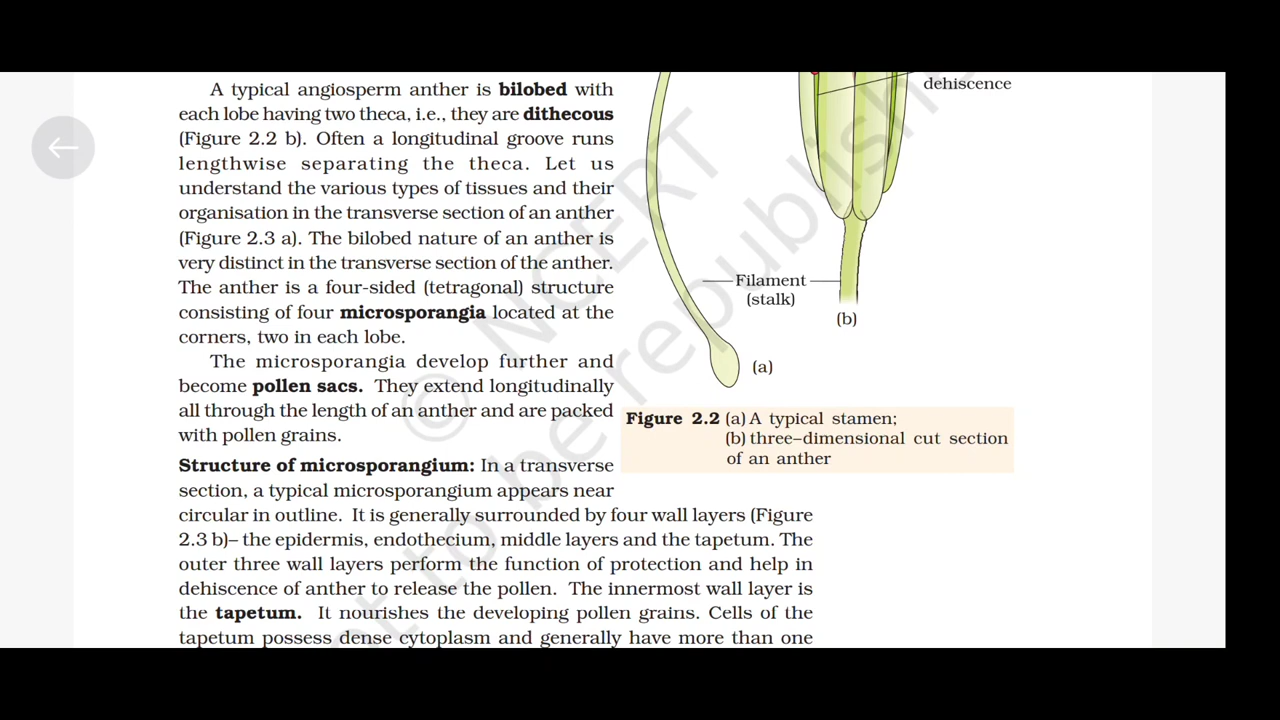 A typical angiosperm anther is bilobed with
each lobe having two theca, i.e., they are dithecous
(Figure 2.2 b). Often a longitudinal groove runs
lengthwise separating the theca. Let us
understand the various types of tissues and their
organisation in the transverse section of an anther
(Figure 2.3 a). The bilobed nature of an anther is
very distinct in the transverse section of the anther.
The anther is a four-sided (tetragonal) structure
consisting of four microsporangia located at the
corners, two in each lobe.
The microsporangia develop further and
become pollen sacs. They extend longitudinally
all through the length of an anther and are packed
with pollen grains.
dehiscence
Filament
(stalk)
(b)
(a)
Figure 2.2 (a) A typical stamen;
(b) three–dimensional cut section
of an anther
Structure of microsporangium: In a transverse
section, a typical microsporangium appears near
circular in outline. It is generally surrounded by four wall layers (Figure
2.3 b)– the epidermis, endothecium, middle layers and the tapetum. The
outer three wall layers perform the function of protection and help in
dehiscence of anther to release the pollen. The innermost wall layer is
the tapetum. It nourishes the developing pollen grains. Cells of the
tapetum possess dense cytoplasm and generally have more than one
© NCERT
to be republish